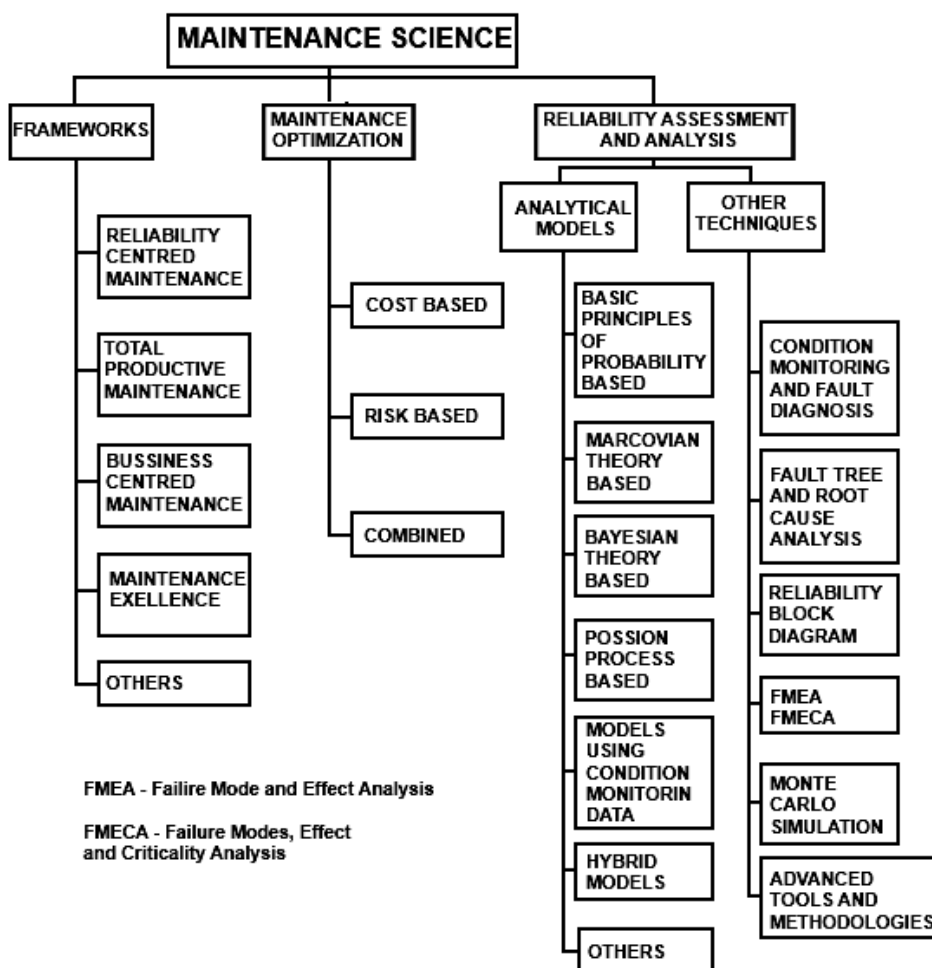 MAINTENANCE SCIENCE
FRAMEWORKS
MAINTENANCE
OPTIMIZATION
RELIABILITY ASSESSMENT
AND ANALYSIS
ANALYTICAL
MODELS
OTHER
TECHNIQUES
RELIABILITY
CENTRED
MAINTENANCE
TOTAL
PRODUCTIVE
MAINTENANCE
BUSSINESS
CENTRED
MAINTENANCE
MAINTENANCE
EXELLENCE
OTHERS
COST BASED
RISK BASED
COMBINED
BASIC
PRINCIPLES
OF
PROBABILITY
BASED
MARCOVIAN
THEORY
BASED
BAYESIAN
THEORY
BASED
POSSION
PROCESS
BASED
MODELS
USING
CONDITION
MONITORIN
DATA
HYBRID
MODELS
OTHERS
CONDITION
MONITORING
AND FAULT
DIAGNOSIS
FAULT TREE
AND ROOT
CAUSE
ANALYSIS
RELIABILITY
BLOCK
DIAGRAM
FMEA
FMECA
MONTE
CARLO
SIMULATION
ADVANCED
TOOLS AND
METHODOLOGIES
FMEA - Failire Mode and Effect Analysis
FMECA - Failure Modes, Effect
and Criticality Analysis